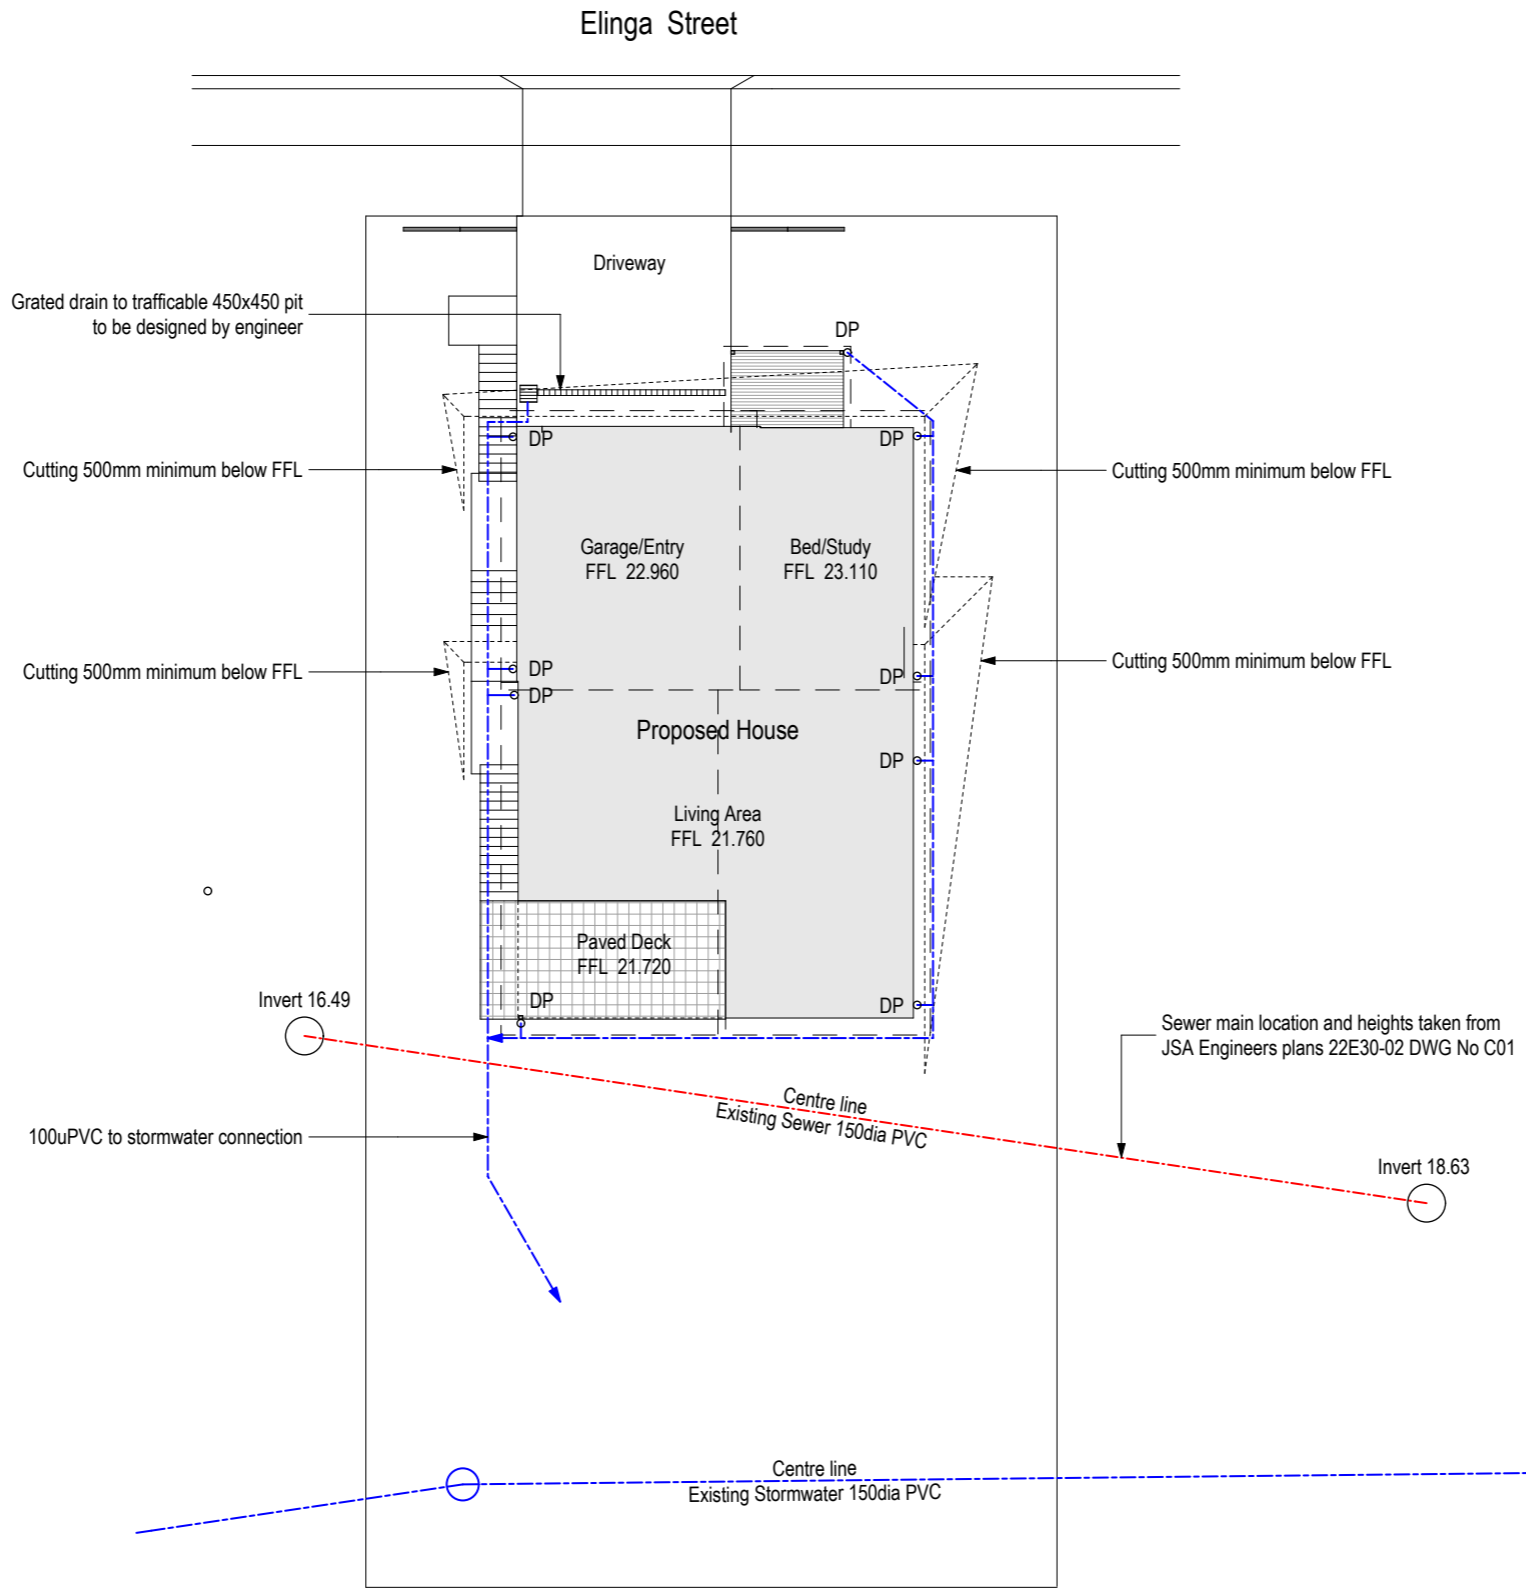 Elinga Street
Driveway
Grated drain to trafficable 450x450 pit
to be designed by engineer
DP
DP
DP
Cutting 500mm minimum below FFL
Cutting 500mm minimum below FFL
Garage/Entry
FFL 22.960
Bed/Study
FFL 23.110
Cutting 500mm minimum below FFL
Cutting 500mm minimum below FFL
DP
DP
DP
Proposed House
DP
Living Area
FFL 21.760
Paved Deck
FFL 21.720
DP
DP
Invert 16.49
Sewer main location and heights taken from
JSA Engineers plans 22E30-02 DWG No C01
Centre line
Existing Sewer 150dia PVC
100uPVC to stormwater connection
Invert 18.63
Centre line
Existing Stormwater 150dia PVC